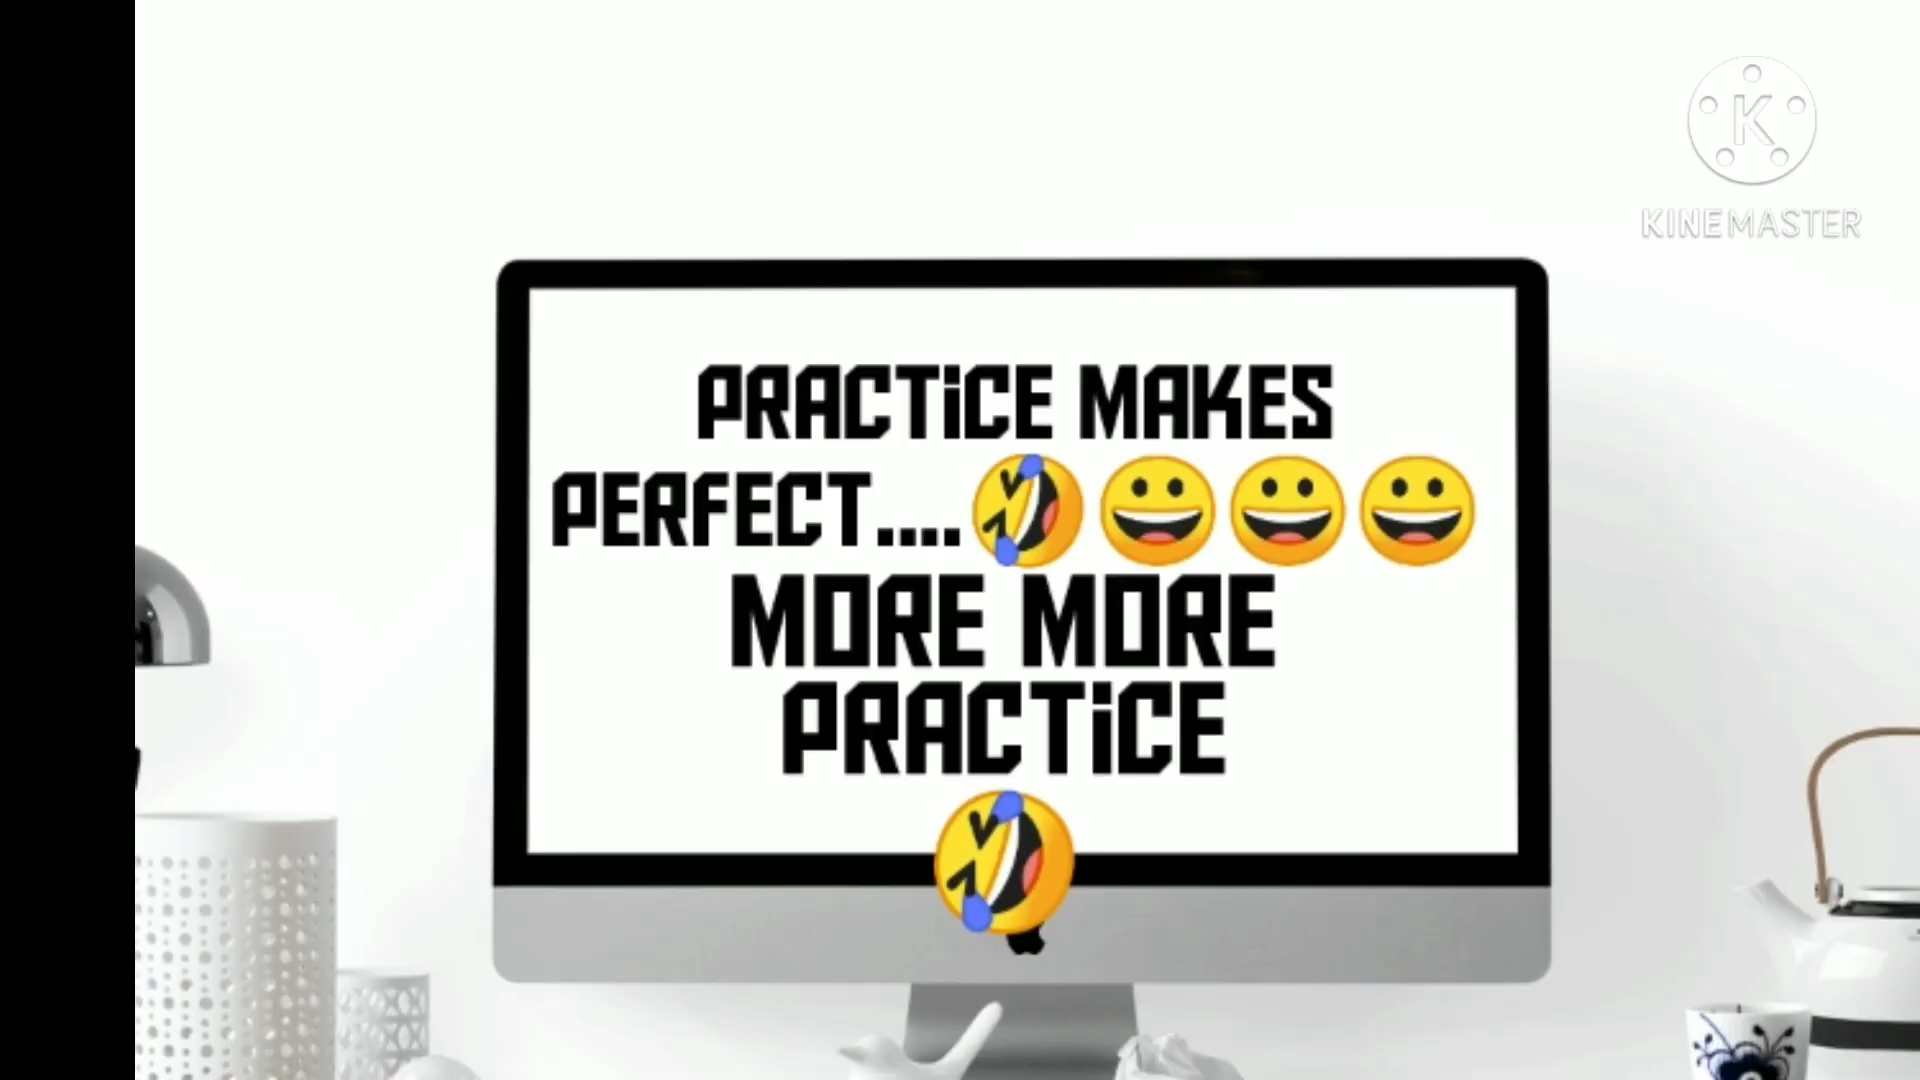 K
KINEMASTER
PRACTiCE MAKES
PERFECT....🤣😀😀😀
MORE MORE
PRACTiCE
🤣